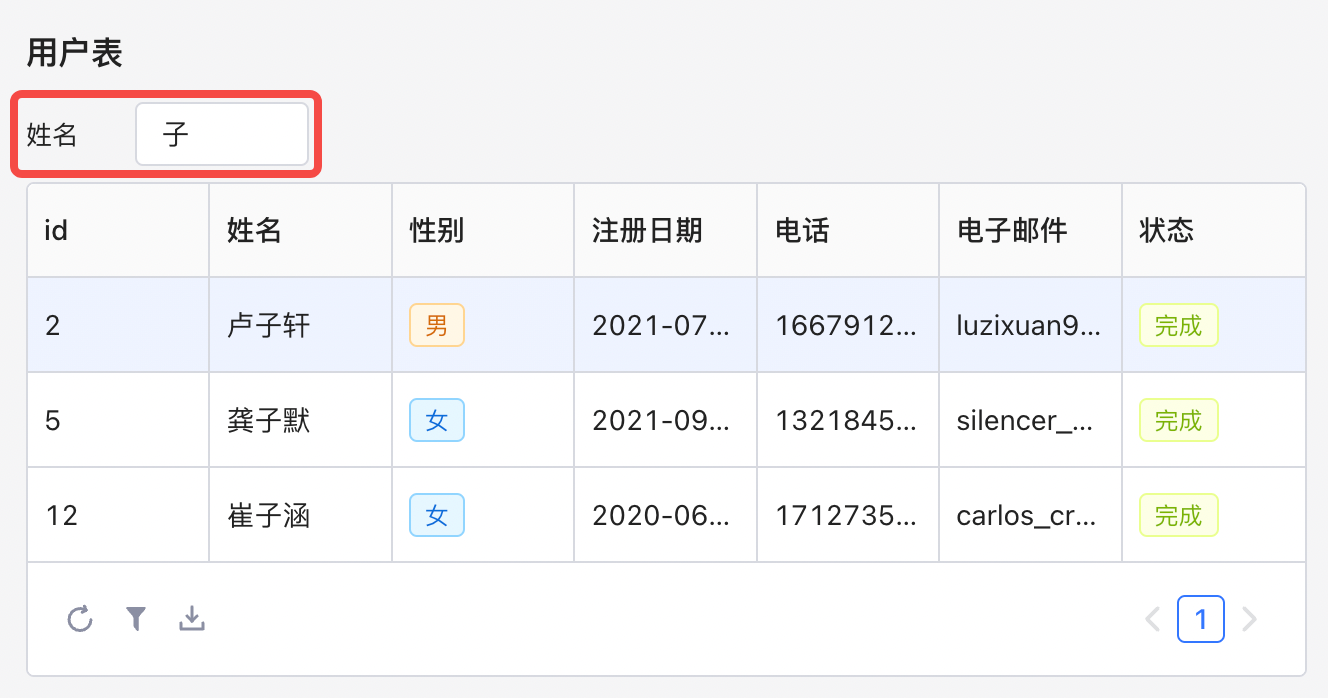 用户表
姓名 子
id 姓名 性别 注册日期 电话 电子邮件 状态
2 卢子轩 男 2021-07... 1667912... luzixuan9... 完成
5 龚子默 女 2021-09... 1321845... silencer_... 完成
12 崔子涵 女 2020-06... 1712735... carlos_cr... 完成
1